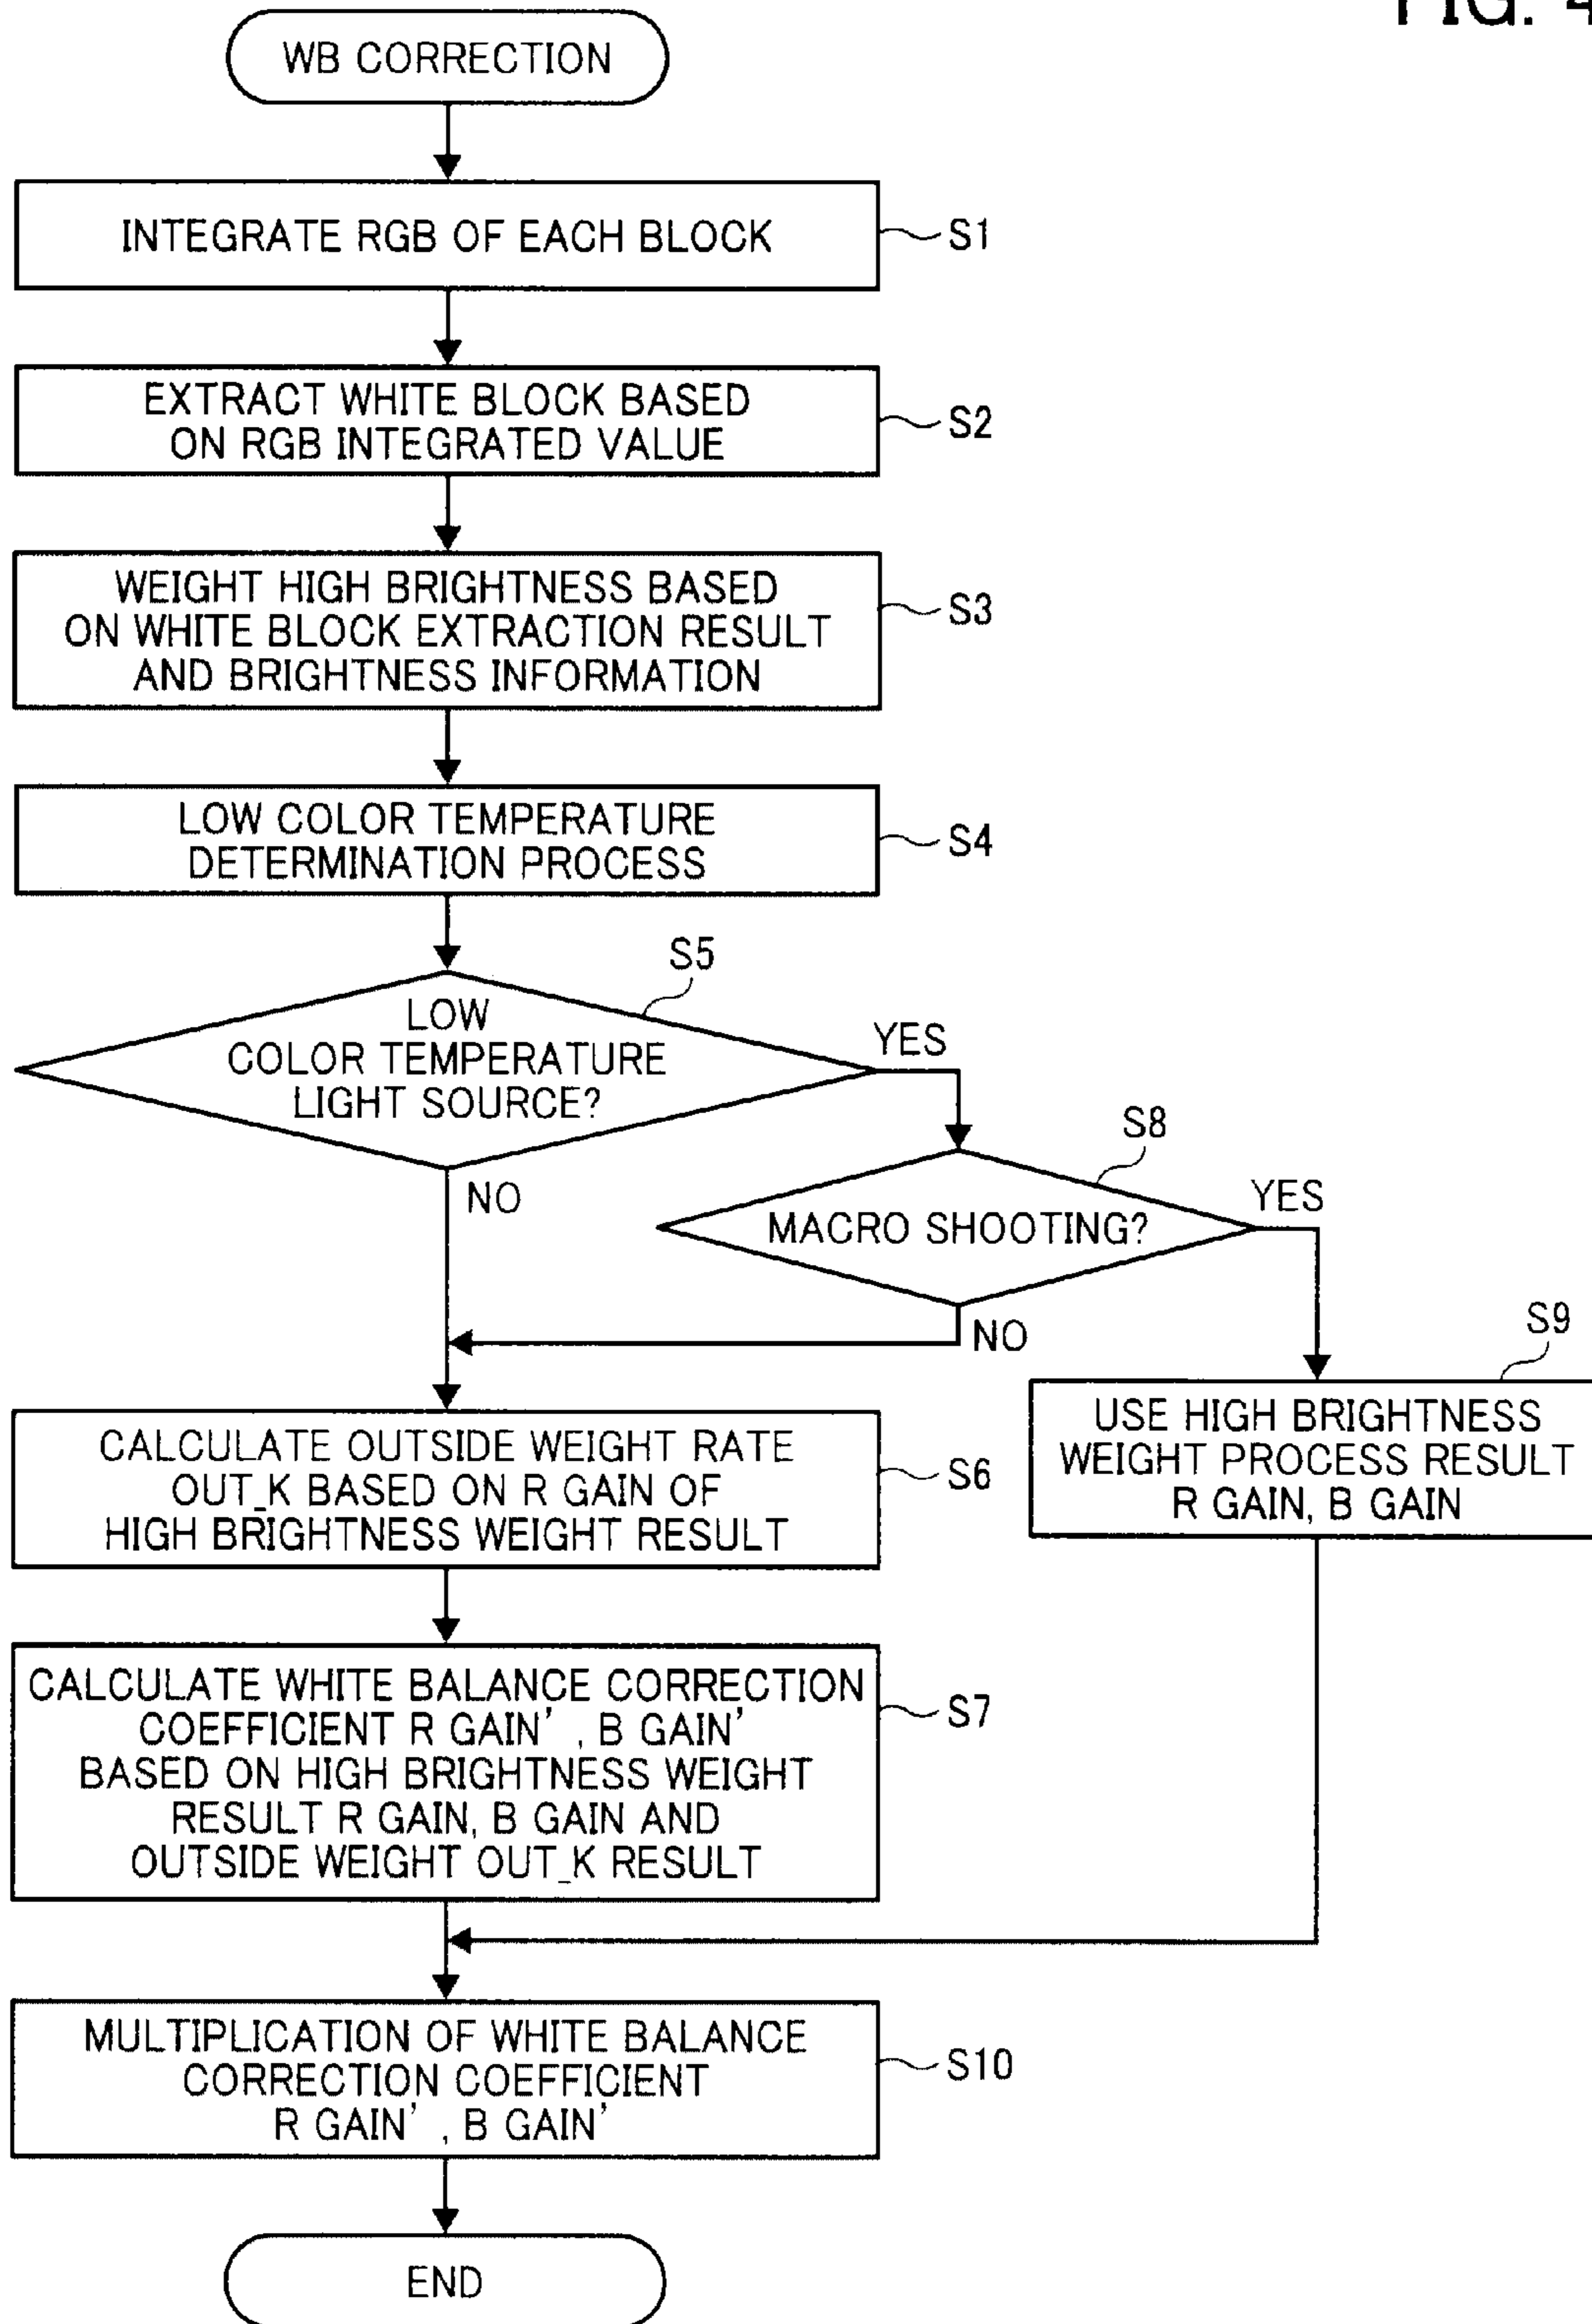 FIG. 4
WB CORRECTION
INTEGRATE RGB OF EACH BLOCK
S1
EXTRACT WHITE BLOCK BASED
ON RGB INTEGRATED VALUE
S2
WEIGHT HIGH BRIGHTNESS BASED
ON WHITE BLOCK EXTRACTION RESULT
AND BRIGHTNESS INFORMATION
S3
LOW COLOR TEMPERATURE
DETERMINATION PROCESS
S4
S5
LOW
COLOR TEMPERATURE
LIGHT SOURCE?
YES
NO
S8
MACRO SHOOTING?
YES
NO
S9
USE HIGH BRIGHTNESS
WEIGHT PROCESS RESULT
R GAIN, B GAIN
CALCULATE OUTSIDE WEIGHT RATE
OUT_K BASED ON R GAIN OF
HIGH BRIGHTNESS WEIGHT RESULT
S6
CALCULATE WHITE BALANCE CORRECTION
COEFFICIENT R GAIN' , B GAIN'
BASED ON HIGH BRIGHTNESS WEIGHT
RESULT R GAIN, B GAIN AND
OUTSIDE WEIGHT OUT_K RESULT
S7
MULTIPLICATION OF WHITE BALANCE
CORRECTION COEFFICIENT
R GAIN' , B GAIN'
S10
END